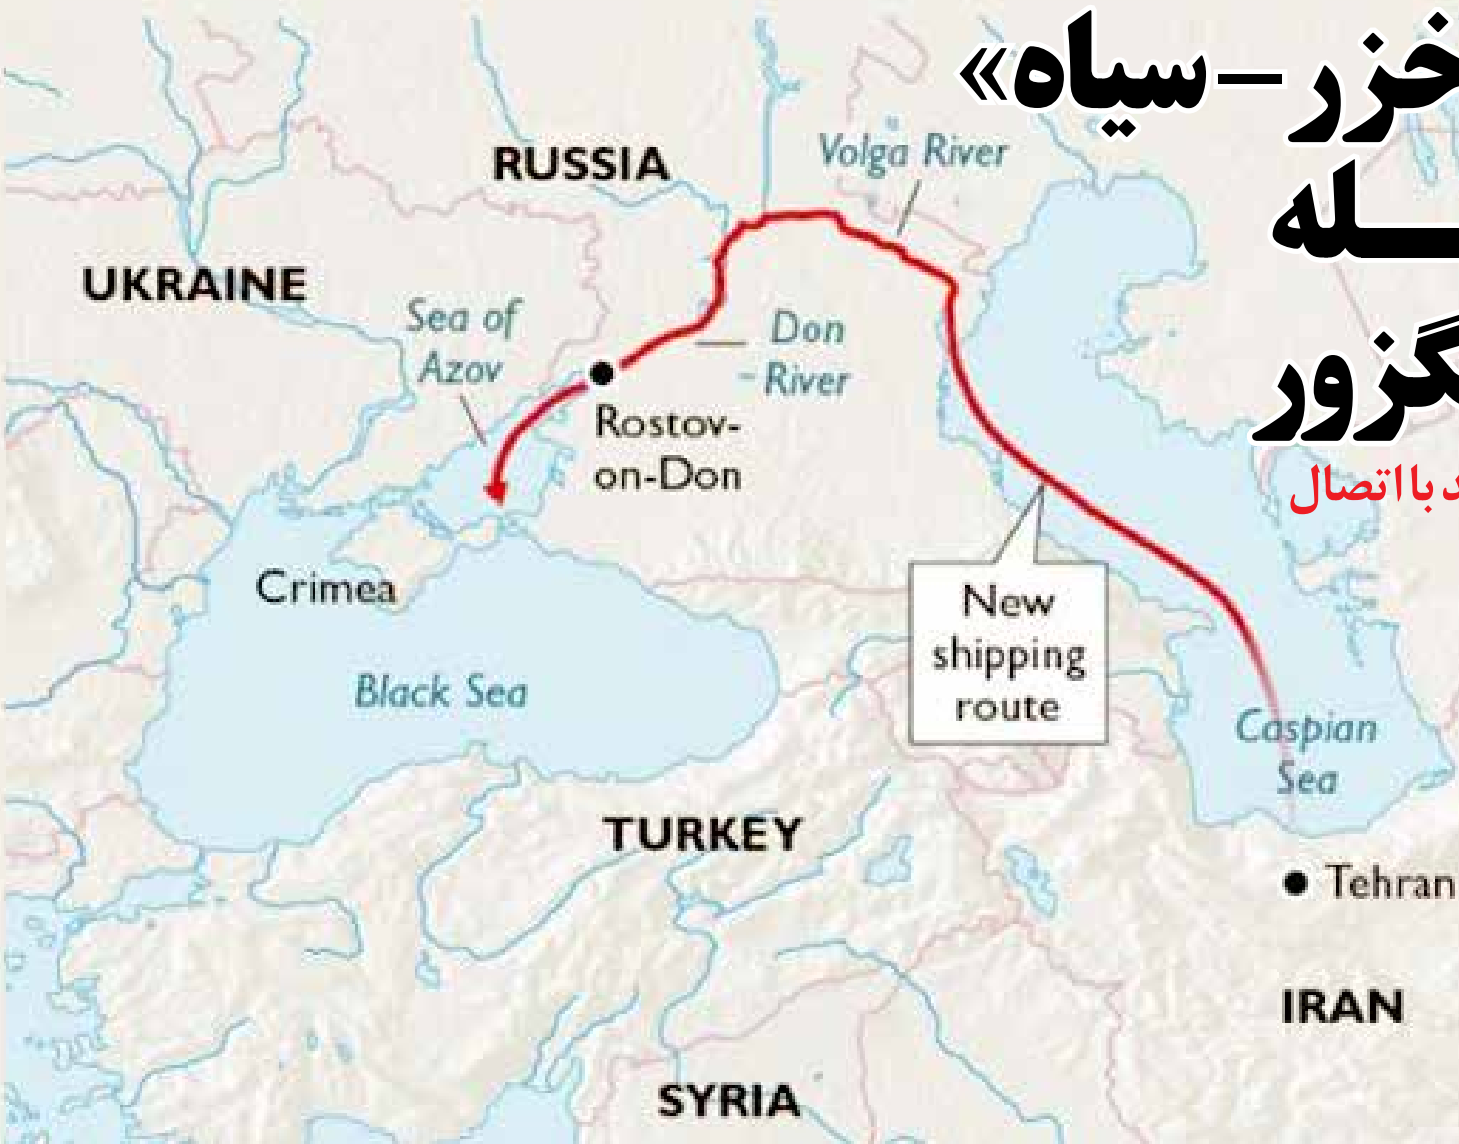 خزر - سیاه»
ـله
گزور
د با اتصال
RUSSIA
Volga River
UKRAINE
Sea of
Azov
Don
River
Rostov-
on-Don
Crimea
New
shipping
route
Black Sea
Caspian
Sea
TURKEY
Tehran
IRAN
SYRIA